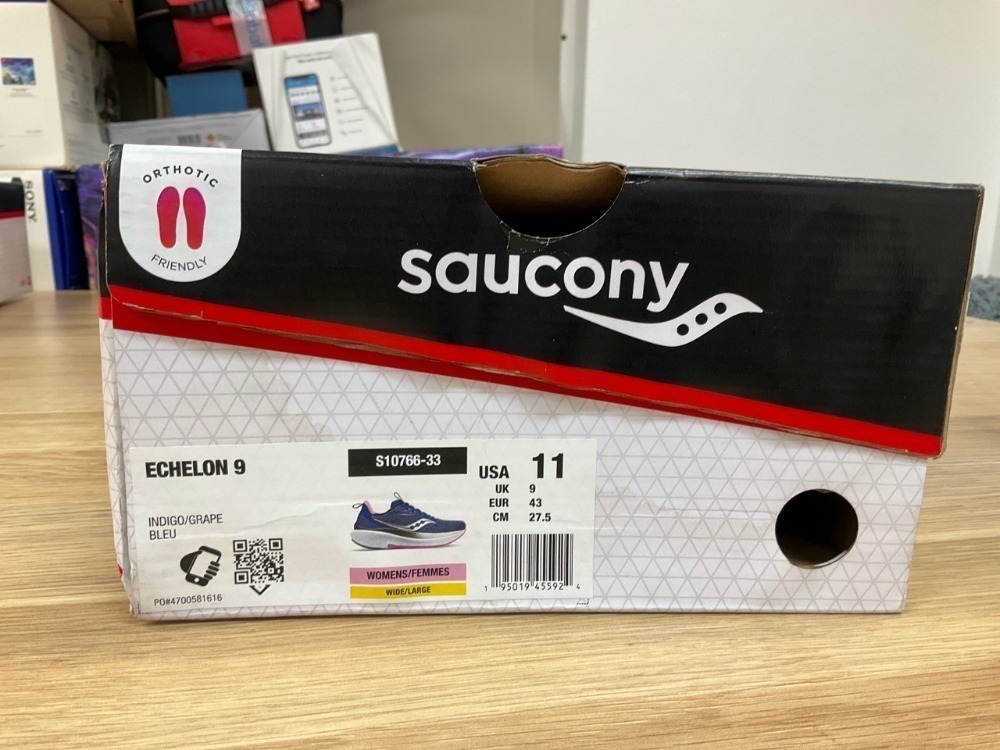 SONY
ORTHOTIC
FRIENDLY
saucony
ECHELON 9
S10766-33
USA 11
UK 9
EUR 43
CM 27.5
INDIGO/GRAPE
BLEU
WOMENS/FEMMES
WIDE/LARGE
PO#4700581616
1 95019 45592 4